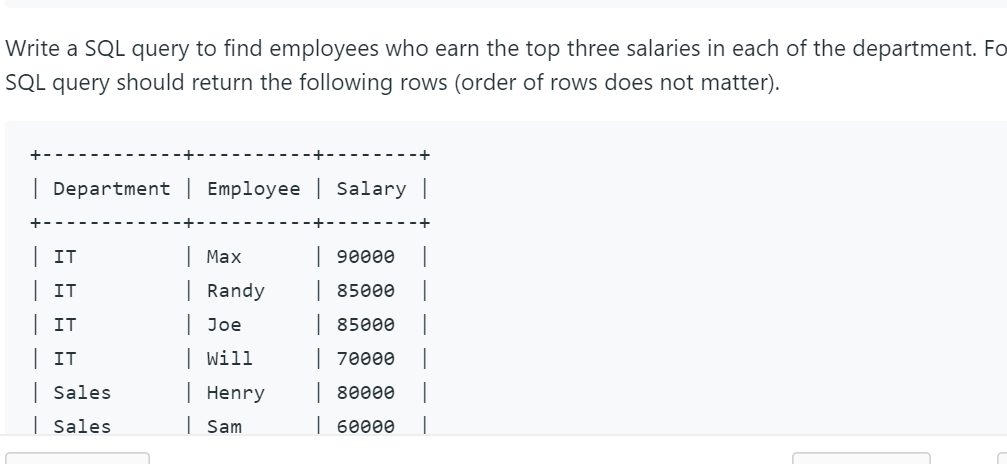 Write a SQL query to find employees who earn the top three salaries in each of the department. Fo
SQL query should return the following rows (order of rows does not matter).
+------------+----------+--------+
| Department | Employee | Salary |
+------------+----------+--------+
| IT         | Max      | 90000  |
| IT         | Randy    | 85000  |
| IT         | Joe      | 85000  |
| IT         | Will     | 70000  |
| Sales      | Henry    | 80000  |
| Sales      | Sam      | 60000  |